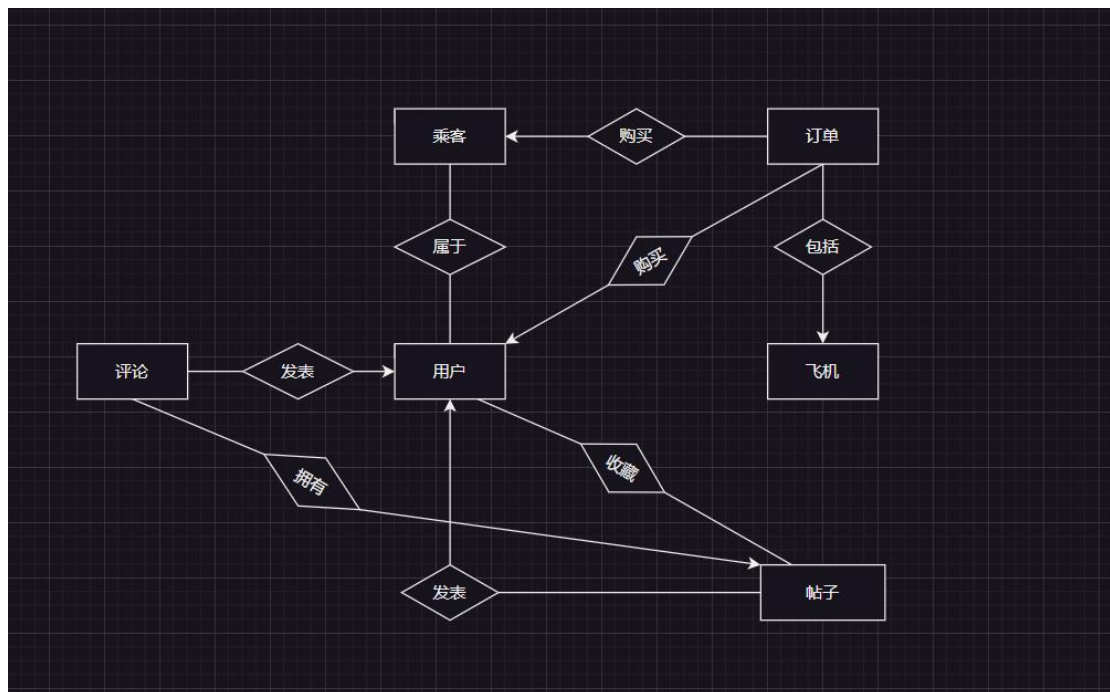 乘客
购买
订单
属于
购买
包括
评论
发表
用户
飞机
拥有
收藏
发表
帖子